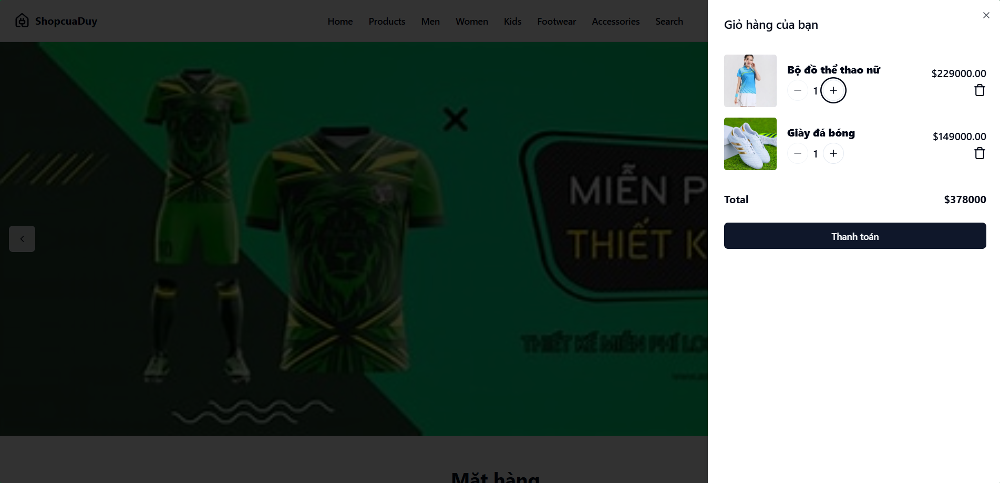 ShopcuaDuy
Home Products Men Women Kids Footwear Accessories Search
MIỄN P
THIẾT K
THIẾT KẾ MIỄN PHÍ LO
Mặt hàng
Giỏ hàng của bạn
Bộ đồ thể thao nữ
$229000.00
1
Giày đá bóng
$149000.00
1
Total $378000
Thanh toán